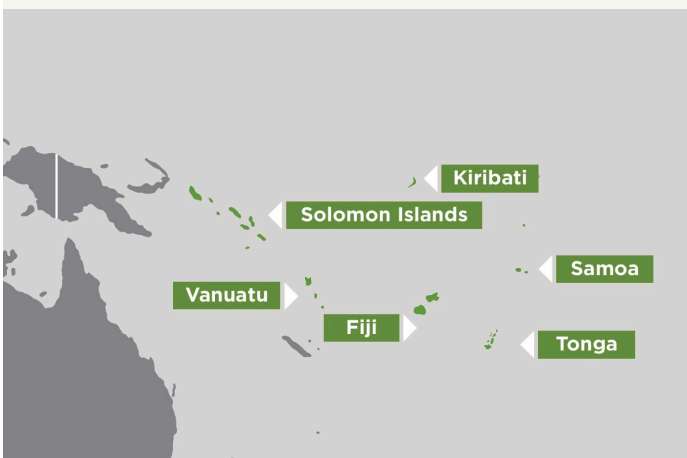 Kiribati
Solomon Islands
Samoa
Vanuatu
Fiji
Tonga